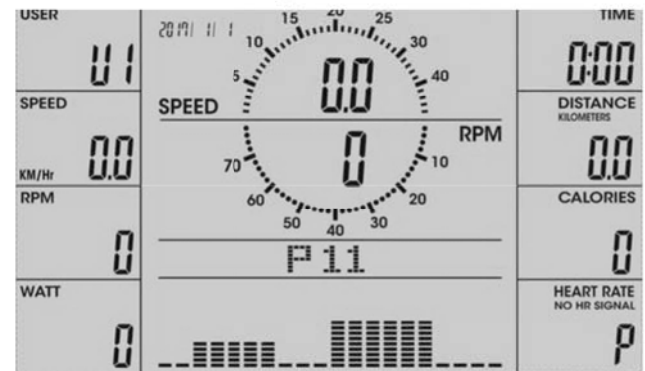 USER
U1
SPEED
KM/Hr 0.0
RPM
0
WATT
0
2017/ 1/ 1
5 10 15 20 25 30 40
SPEED 0.0
0 RPM
70 60 50 40 30 20 10
P 11
TIME
0:00
DISTANCE
KILOMETERS
0.0
CALORIES
0
HEART RATE
NO HR SIGNAL
P